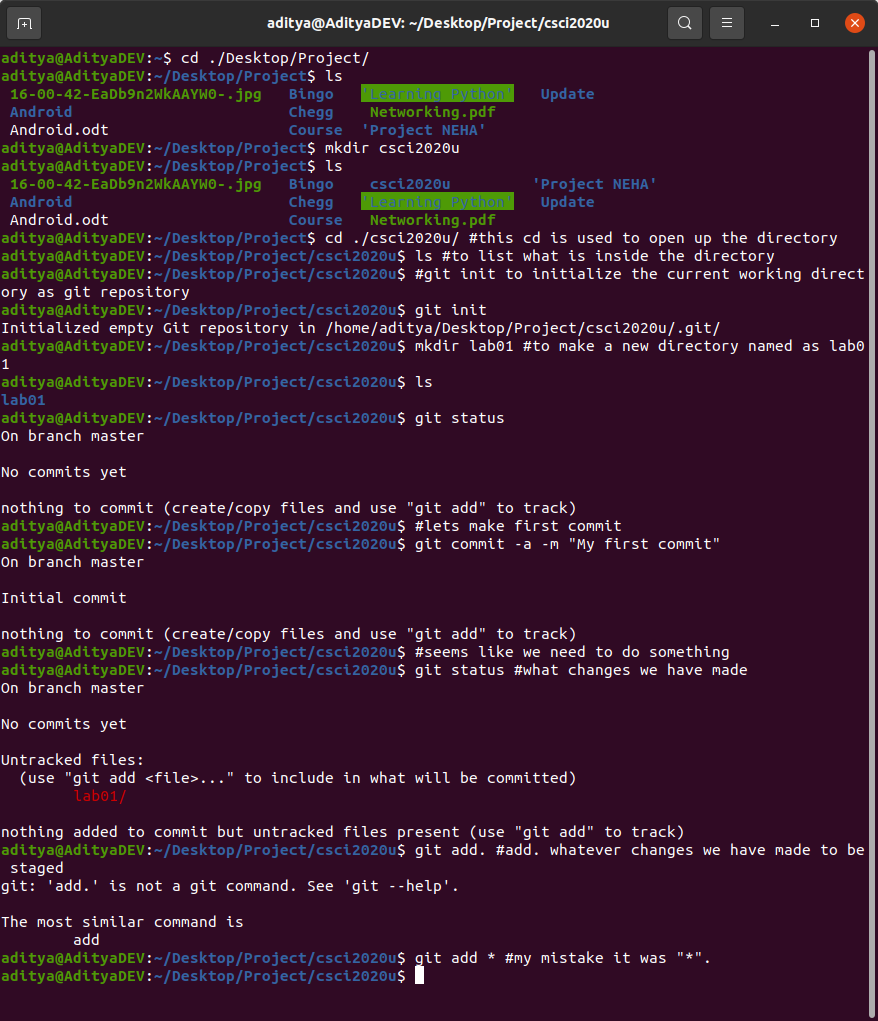 aditya@AdityaDEV: ~/Desktop/Project/csci2020u
aditya@AdityaDEV:~$ cd ./Desktop/Project/
aditya@AdityaDEV:~/Desktop/Project$ ls
16-00-42-EaDb9n2WkAAYW0-.jpg Bingo 'Learning Python' Update
Android Chegg Networking.pdf
Android.odt Course 'Project NEHA'
aditya@AdityaDEV:~/Desktop/Project$ mkdir csci2020u
aditya@AdityaDEV:~/Desktop/Project$ ls
16-00-42-EaDb9n2WkAAYW0-.jpg Bingo csci2020u 'Project NEHA'
Android Chegg 'Learning Python' Update
Android.odt Course Networking.pdf
aditya@AdityaDEV:~/Desktop/Project$ cd ./csci2020u/ #this cd is used to open up the directory
aditya@AdityaDEV:~/Desktop/Project/csci2020u$ ls #to list what is inside the directory
aditya@AdityaDEV:~/Desktop/Project/csci2020u$ #git init to initialize the current working direct
ory as git repository
aditya@AdityaDEV:~/Desktop/Project/csci2020u$ git init
Initialized empty Git repository in /home/aditya/Desktop/Project/csci2020u/.git/
aditya@AdityaDEV:~/Desktop/Project/csci2020u$ mkdir lab01 #to make a new directory named as lab0
1
aditya@AdityaDEV:~/Desktop/Project/csci2020u$ ls
lab01
aditya@AdityaDEV:~/Desktop/Project/csci2020u$ git status
On branch master
No commits yet
nothing to commit (create/copy files and use "git add" to track)
aditya@AdityaDEV:~/Desktop/Project/csci2020u$ #lets make first commit
aditya@AdityaDEV:~/Desktop/Project/csci2020u$ git commit -a -m "My first commit"
On branch master
Initial commit
nothing to commit (create/copy files and use "git add" to track)
aditya@AdityaDEV:~/Desktop/Project/csci2020u$ #seems like we need to do something
aditya@AdityaDEV:~/Desktop/Project/csci2020u$ git status #what changes we have made
On branch master
No commits yet
Untracked files:
(use "git add <file>..." to include in what will be committed)
lab01/
nothing added to commit but untracked files present (use "git add" to track)
aditya@AdityaDEV:~/Desktop/Project/csci2020u$ git add. #add. whatever changes we have made to be
staged
git: 'add.' is not a git command. See 'git --help'.
The most similar command is
add
aditya@AdityaDEV:~/Desktop/Project/csci2020u$ git add * #my mistake it was "*".
aditya@AdityaDEV:~/Desktop/Project/csci2020u$